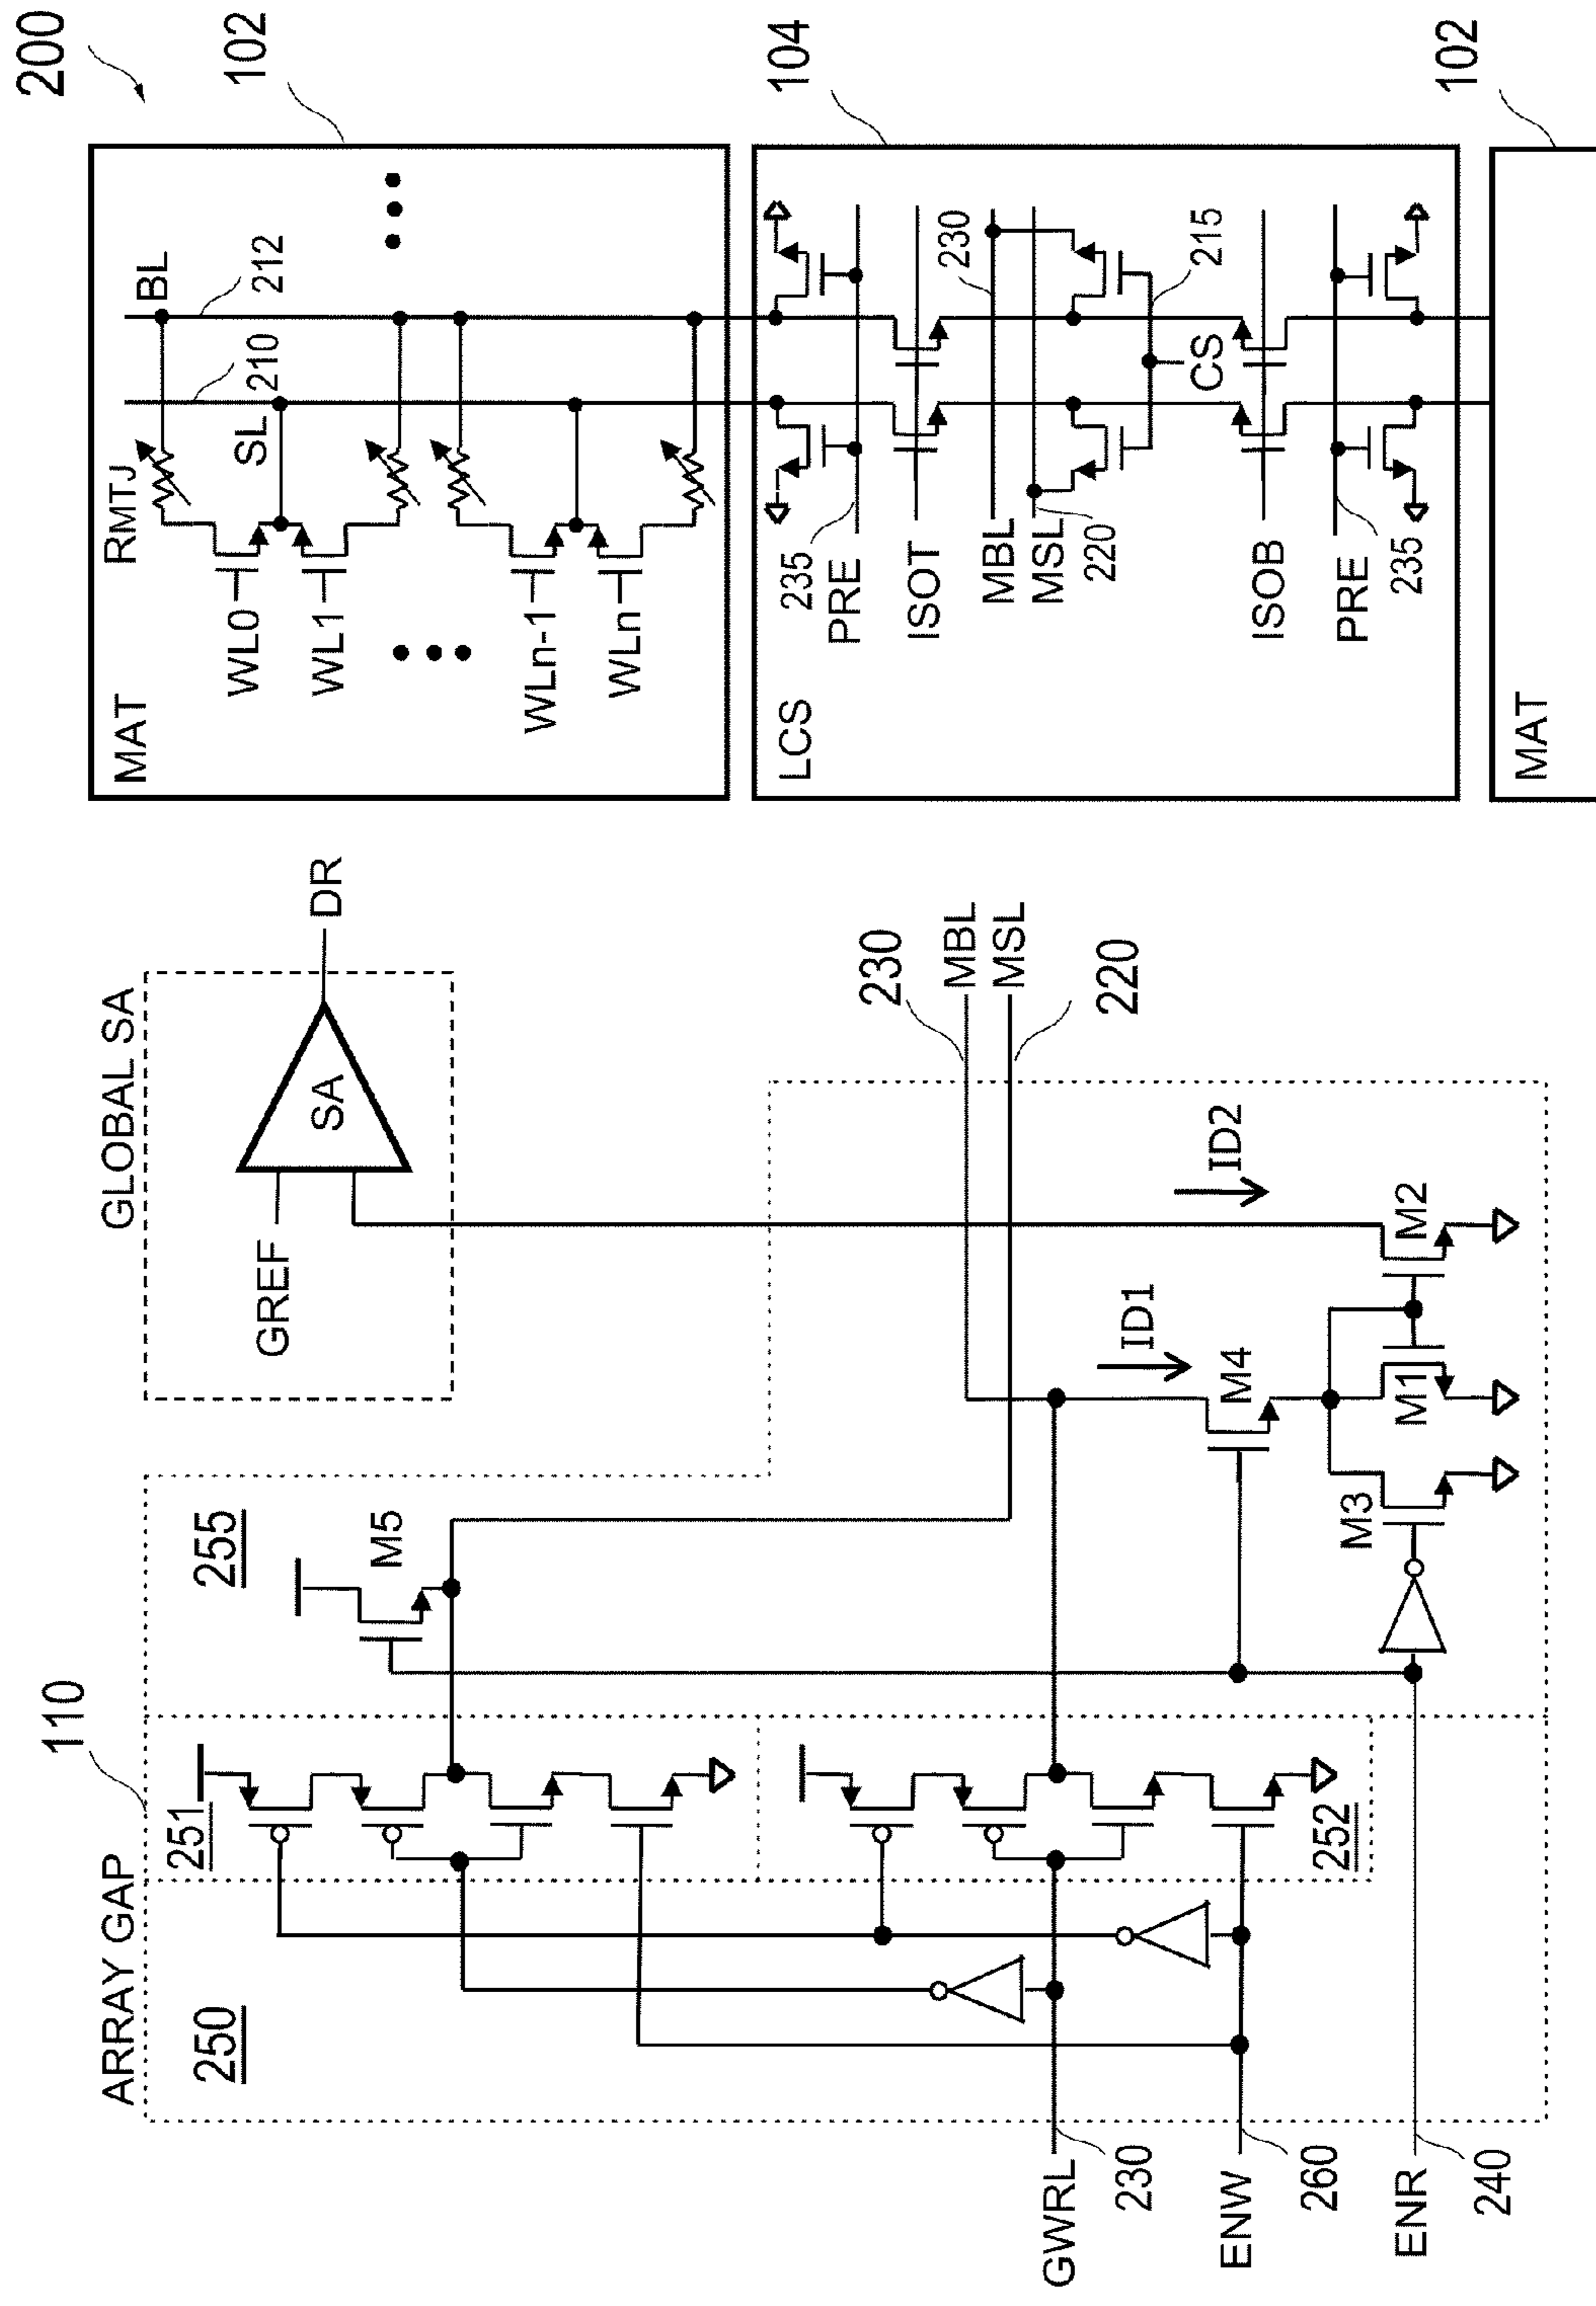 200
102
MAT
RMTJ
BL
212
SL
210
WL0
WL1
WLn-1
WLn
104
LCS
235
PRE
ISOT
230
MBL
MSL
220
215
CS
ISOB
PRE
235
102
MAT
GLOBAL SA
GREF
SA
DR
ARRAY GAP
110
250
251
252
255
M5
230
MBL
MSL
220
ID1
ID2
M4
M2
M1
M3
GWRL
230
ENW
260
ENR
240